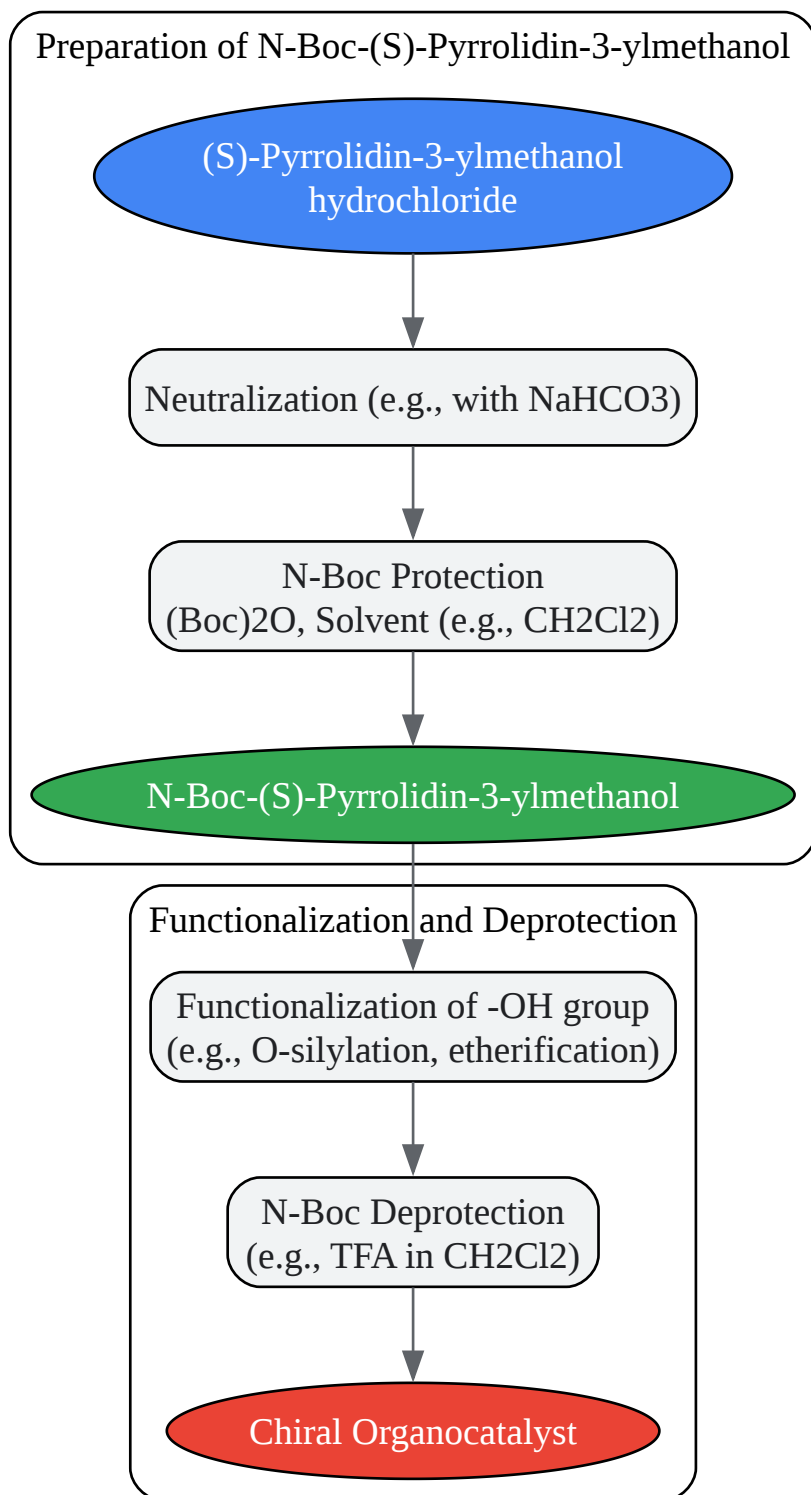 Preparation of N-Boc-(S)-Pyrrolidin-3-ylmethanol
(S)-Pyrrolidin-3-ylmethanol
hydrochloride
Neutralization (e.g., with NaHCO3)
N-Boc Protection
(Boc)2O, Solvent (e.g., CH2Cl2)
N-Boc-(S)-Pyrrolidin-3-ylmethanol
Functionalization and Deprotection
Functionalization of -OH group
(e.g., O-silylation, etherification)
N-Boc Deprotection
(e.g., TFA in CH2Cl2)
Chiral Organocatalyst